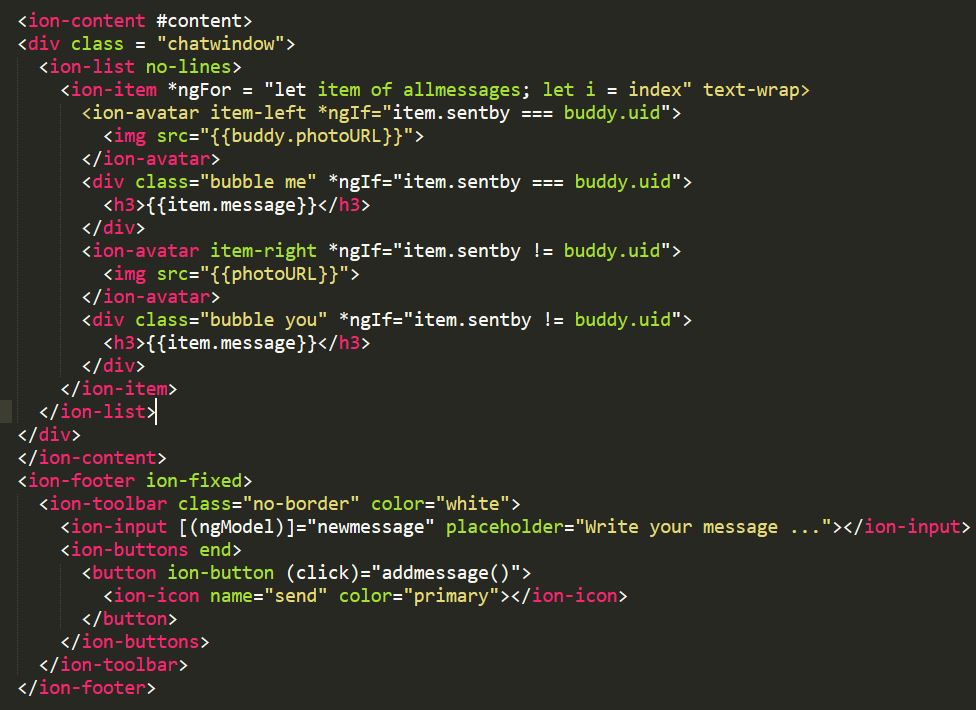 <ion-content #content>
<div class = "chatwindow">
<ion-list no-lines>
<ion-item *ngFor = "let item of allmessages; let i = index" text-wrap>
<ion-avatar item-left *ngIf="item.sentby === buddy.uid">
<img src="{{buddy.photoURL}}">
</ion-avatar>
<div class="bubble me" *ngIf="item.sentby === buddy.uid">
<h3>{{item.message}}</h3>
</div>
<ion-avatar item-right *ngIf="item.sentby != buddy.uid">
<img src="{{photoURL}}">
</ion-avatar>
<div class="bubble you" *ngIf="item.sentby != buddy.uid">
<h3>{{item.message}}</h3>
</div>
</ion-item>
</ion-list>
</div>
</ion-content>
<ion-footer ion-fixed>
<ion-toolbar class="no-border" color="white">
<ion-input [(ngModel)]="newmessage" placeholder="Write your message ..."></ion-input>
<ion-buttons end>
<button ion-button (click)="addmessage()">
<ion-icon name="send" color="primary"></ion-icon>
</button>
</ion-buttons>
</ion-toolbar>
</ion-footer>